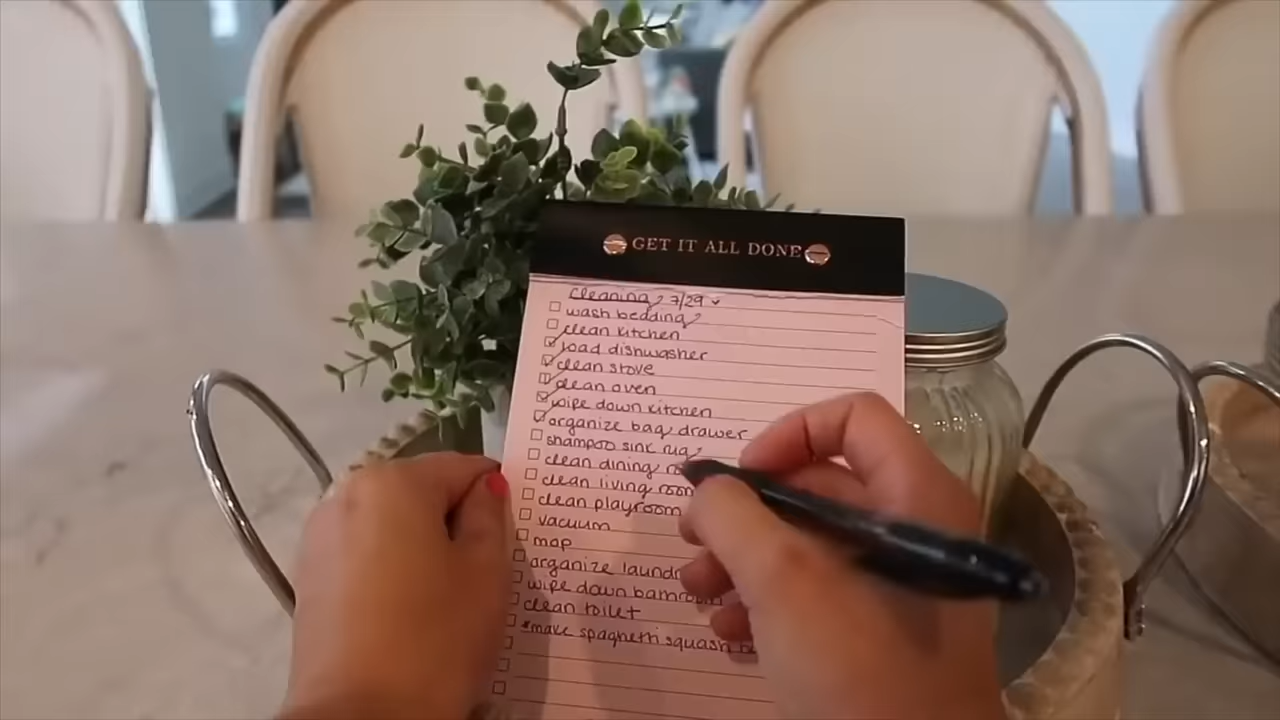 GET IT ALL DONE
cleaning 7/29
wash bedding
clean kitchen
load dishwasher
clean stove
clean oven
wipe down kitchen
organize bag drawer
shampoo sink rug
clean dining
clean living room
clean playroom
vacuum
mop
organize
wipe down bathroom
clean toilet
*make spaghetti squash